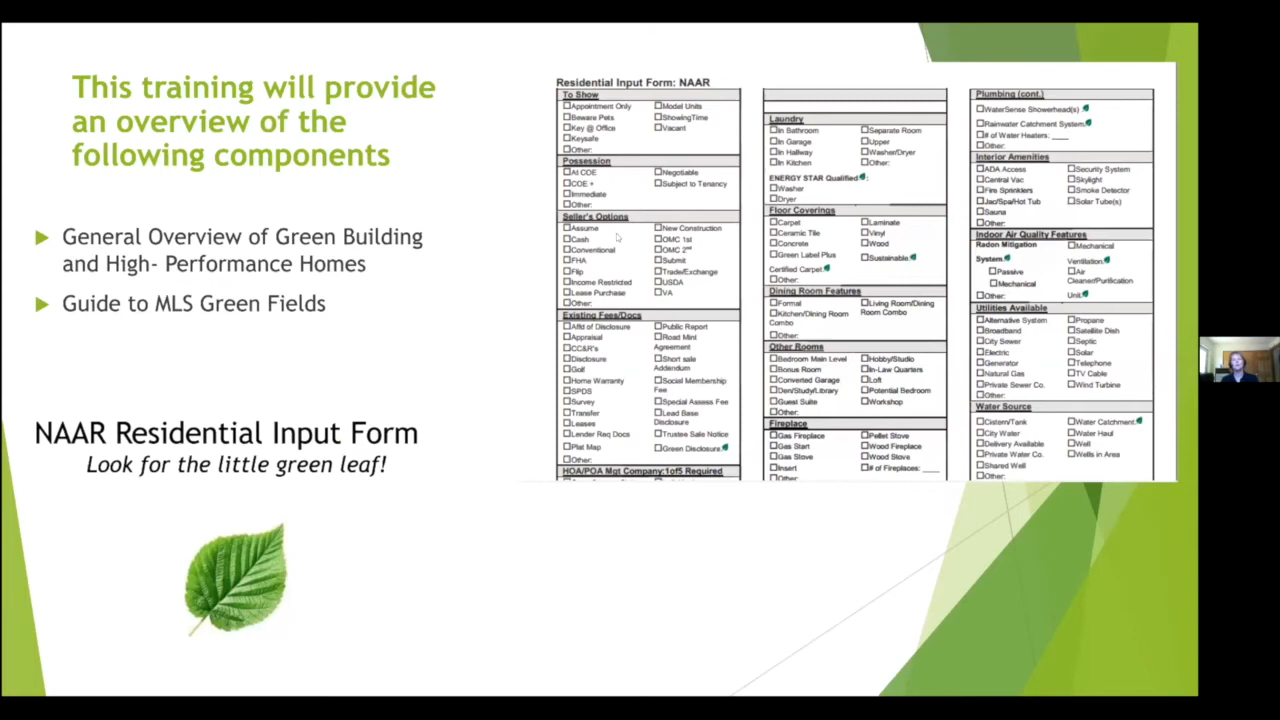 This training will provide
an overview of the
following components
General Overview of Green Building
and High- Performance Homes
Guide to MLS Green Fields
NAAR Residential Input Form
Look for the little green leaf!
Residential Input Form: NAAR
To Show
Appointment Only
Beware Pets
Key @ Office
Keysafe
Other:
Model Units
ShowingTime
Vacant
Possession
At COE
COE +
Immediate
Other:
Negotiable
Subject to Tenancy
Seller's Options
Assume
Cash
Conventional
FHA
Flip
Income Restricted
Lease Purchase
Other:
New Construction
OMC 1st
OMC 2nd
Submit
Trade/Exchange
USDA
VA
Existing Fees/Docs
Affid of Disclosure
Appraisal
CC&R's
Disclosure
Golf
Home Warranty
SPDS
Survey
Transfer
Leases
Lender Req Docs
Plat Map
Other:
Public Report
Road Mint
Agreement
Short sale
Addendum
Social Membership
Fee
Special Assess Fee
Lead Base
Disclosure
Trustee Sale Notice
Green Disclosure:
HOA/POA Mgt Company:1of5 Required
Laundry
In Bathroom
In Garage
In Hallway
In Kitchen
Separate Room
Upper
Washer/Dryer
Other:
ENERGY STAR Qualified :
Washer
Dryer
Floor Coverings
Carpet
Ceramic Tile
Concrete
Green Label Plus
Certified Carpet:
Other:
Laminate
Vinyl
Wood
Sustainable:
Dining Room Features
Formal
Kitchen/Dining Room
Combo
Other:
Living Room/Dining
Room Combo
Other Rooms
Bedroom Main Level
Bonus Room
Converted Garage
Den/Study/Library
Guest Suite
Other:
Hobby/Studio
In-Law Quarters
Loft
Potential Bedroom
Workshop
Fireplace
Gas Fireplace
Gas Start
Gas Stove
Insert
Other:
Pellet Stove
Wood Fireplace
Wood Stove
# of Fireplaces: ____
Plumbing (cont.)
WaterSense Showerhead(s)
Rainwater Catchment System:
# of Water Heaters: ____
Other:
Interior Amenities
ADA Access
Central Vac
Fire Sprinklers
Jac/Spa/Hot Tub
Sauna
Other:
Security System
Skylight
Smoke Detector
Solar Tube(s)
Indoor Air Quality Features
Radon Mitigation
System:
Passive
Mechanical
Other:
Mechanical
Ventilation:
Air
Cleaner/Purification
Unit:
Utilities Available
Alternative System
Broadband
City Sewer
Electric
Generator
Natural Gas
Private Sewer Co.
Other:
Propane
Satellite Dish
Septic
Solar
Telephone
TV Cable
Wind Turbine
Water Source
Cistern/Tank
City Water
Delivery Available
Private Water Co.
Shared Well
Other:
Water Catchment:
Water Haul
Well
Wells in Area